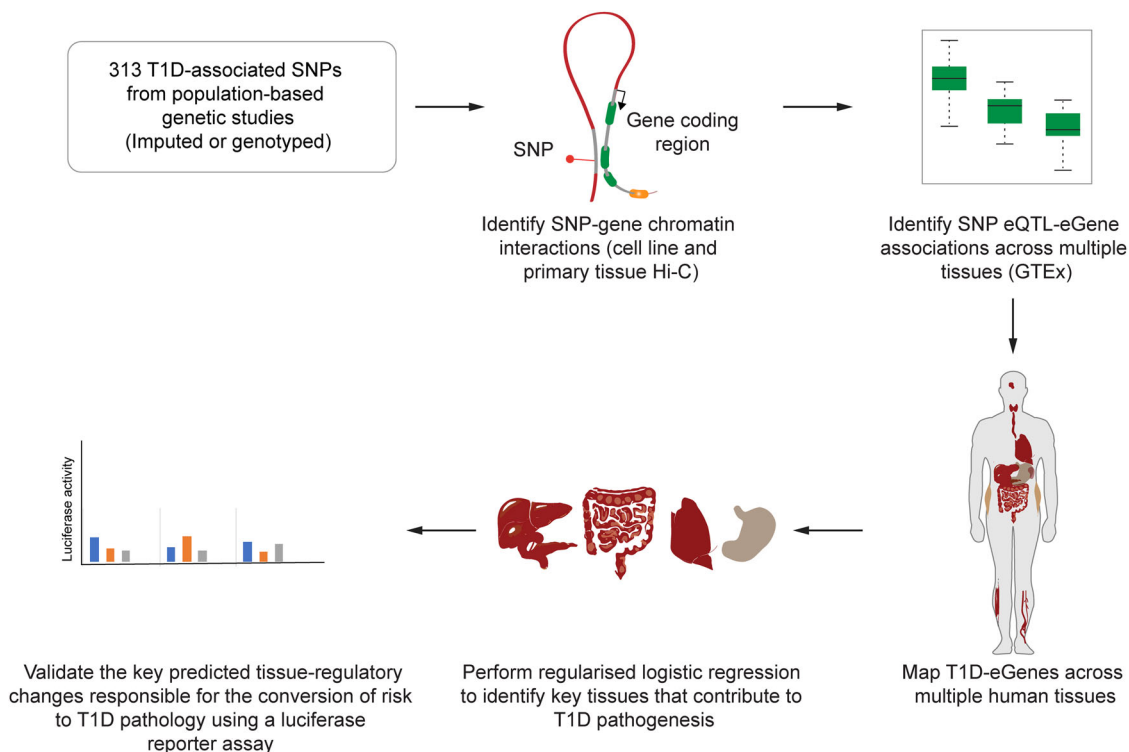 313 T1D-associated SNPs
from population-based
genetic studies
(Imputed or genotyped)
SNP
Gene coding
region
Identify SNP-gene chromatin
interactions (cell line and
primary tissue Hi-C)
Identify SNP eQTL-eGene
associations across multiple
tissues (GTEx)
Map T1D-eGenes across
multiple human tissues
Perform regularised logistic regression
to identify key tissues that contribute to
T1D pathogenesis
Luciferase activity
Validate the key predicted tissue-regulatory
changes responsible for the conversion of risk
to T1D pathology using a luciferase
reporter assay